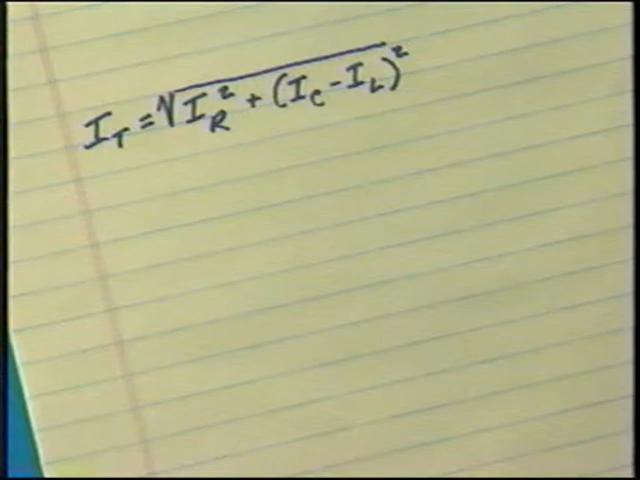 I_T = √I_R² + (I_C - I_L)²